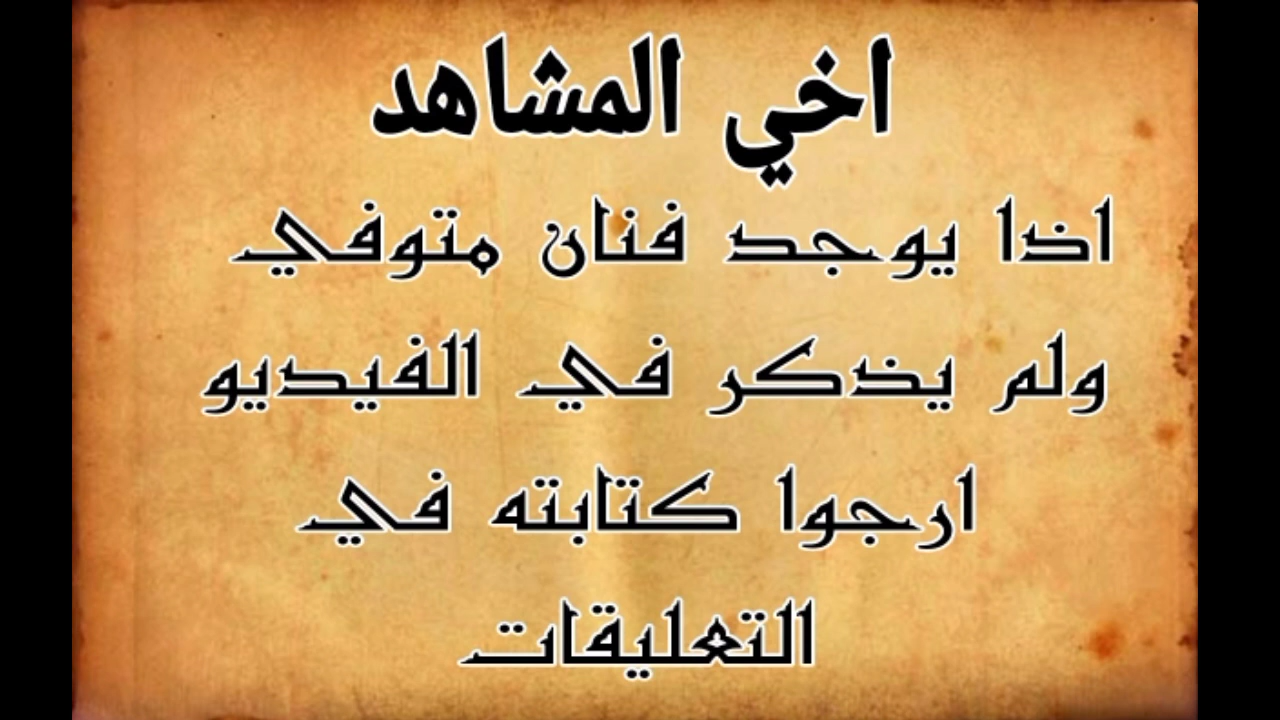 اخي المشاهد
اذا يوجد فنان متوفي
ولم يذكر في الفيديو
ارجوا كتابته في
التعليقات